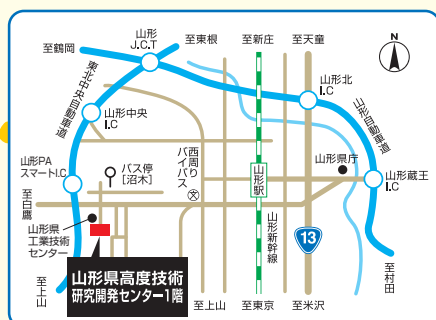 至鶴岡
山形
J.C.T
至東根
至新庄
至天童
N
東北中央自動車道
山形中央
I.C
山形北
I.C
山形自動車道
山形PA
スマートI.C
バス停
[沼木]
西回り
バイパス
文
山形駅
山形県庁
山形蔵王
I.C
至白鷹
山形県
工業技術
センター
山形新幹線
13
山形県高度技術
研究開発センター1階
至上山
至上山
至東京
至米沢
至村田